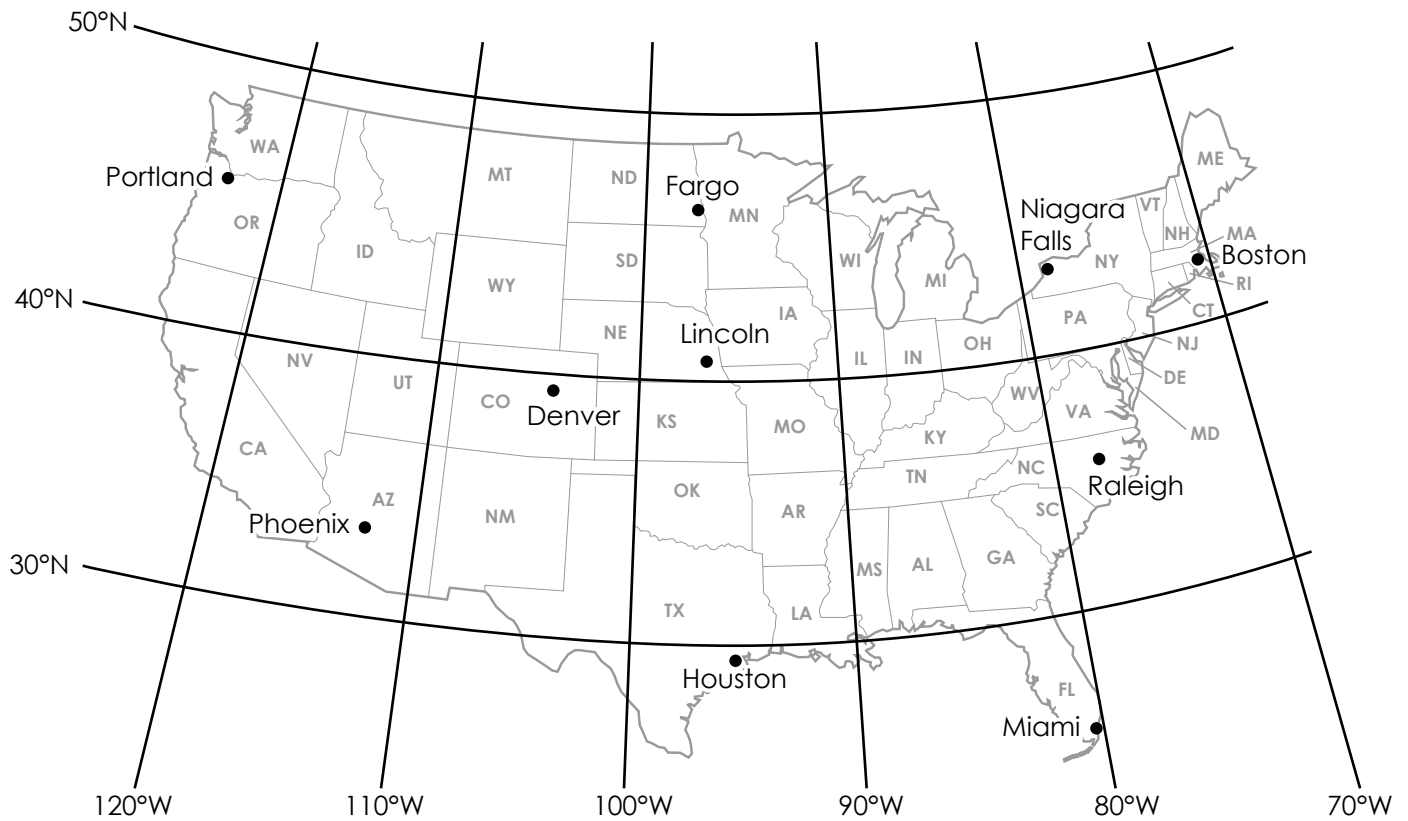 50°N
WA
ME
Portland
MT
ND
Fargo
MN
VT
Niagara
Falls
OR
NH
MA
ID
SD
WI
NY
Boston
MI
WY
RI
40°N
IA
CT
NE
Lincoln
PA
OH
NJ
NV
IL
IN
UT
DE
CO
Denver
WV
VA
KS
MO
KY
MD
CA
NC
TN
Raleigh
OK
AZ
SC
AR
NM
Phoenix
GA
30°N
MS
AL
TX
LA
Houston
FL
Miami
120°W
110°W
100°W
90°W
80°W
70°W